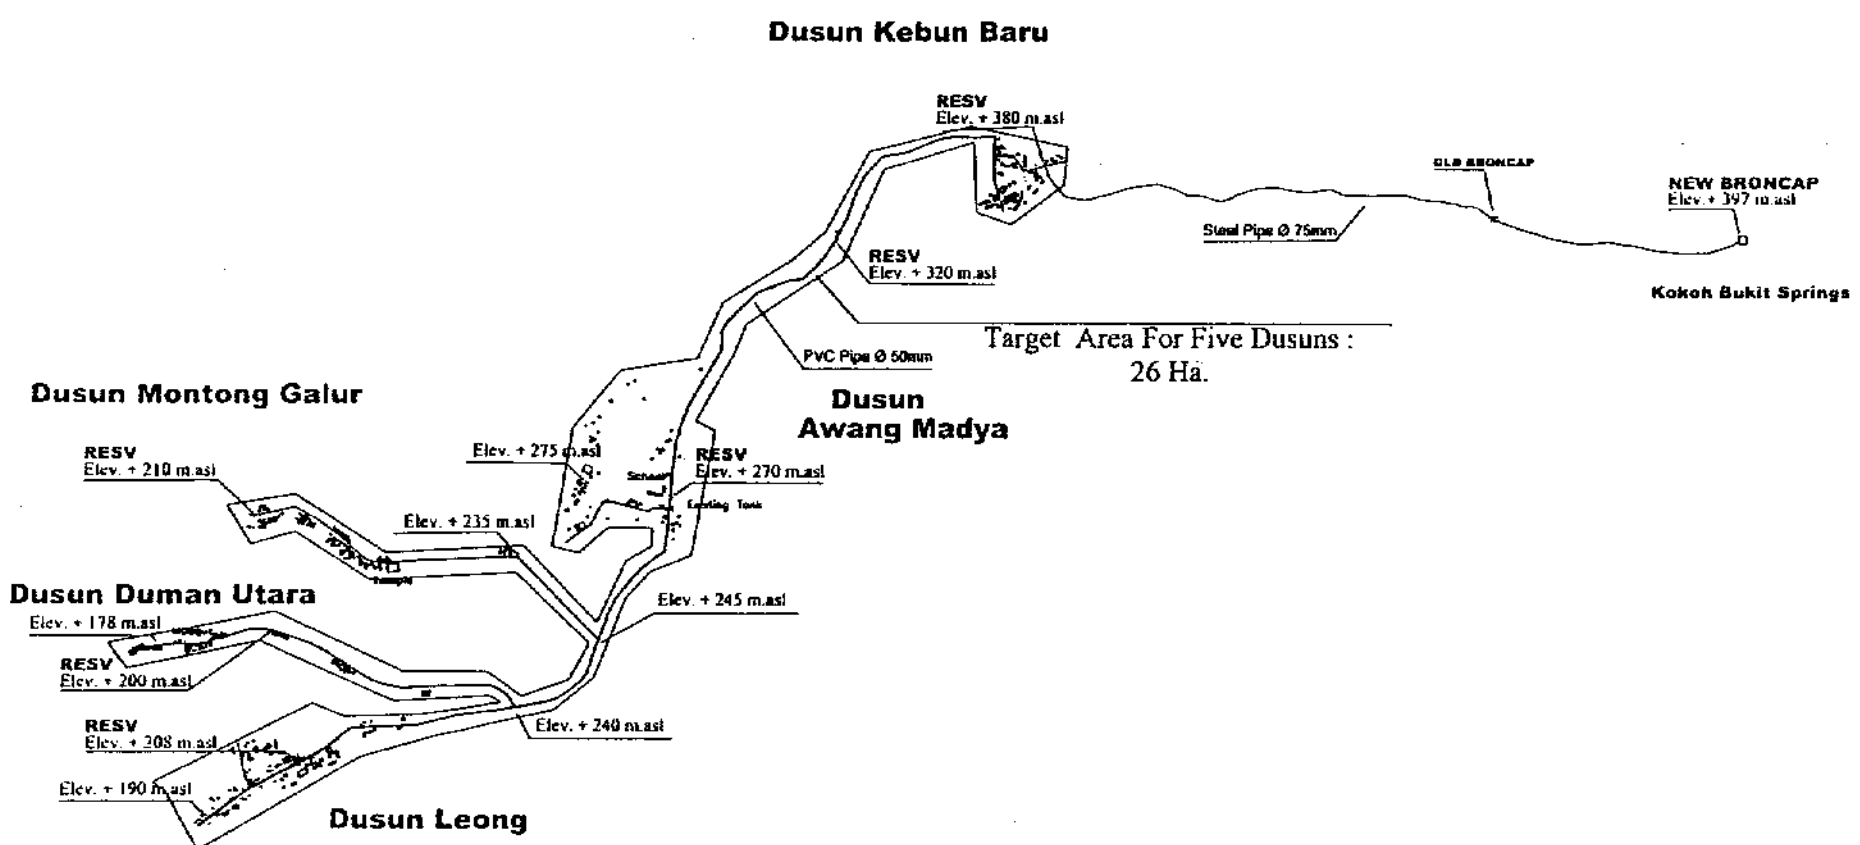 Dusun Kebun Baru
RESV
Elev. + 380 m.asl
OLD BRONCAP
NEW BRONCAP
Elev. + 397 m.asl
Steel Pipe Ø 75mm
RESV
Elev. + 320 m.asl
Kokoh Bukit Springs
Target Area For Five Dusuns :
26 Ha.
PVC Pipe Ø 50mm
Dusun Montong Galur
Dusun
Awang Madya
RESV
Elev. + 210 m.asl
Elev. + 275 m.asl
RESV
Elev. + 270 m.asl
School
Existing Tank
Elev. + 235 m.asl
Temple
Dusun Duman Utara
Elev. + 245 m.asl
Elev. + 178 m.asl
RESV
Elev. + 200 m.asl
RESV
Elev. + 208 m.asl
Elev. + 240 m.asl
Elev. + 190 m.asl
Dusun Leong